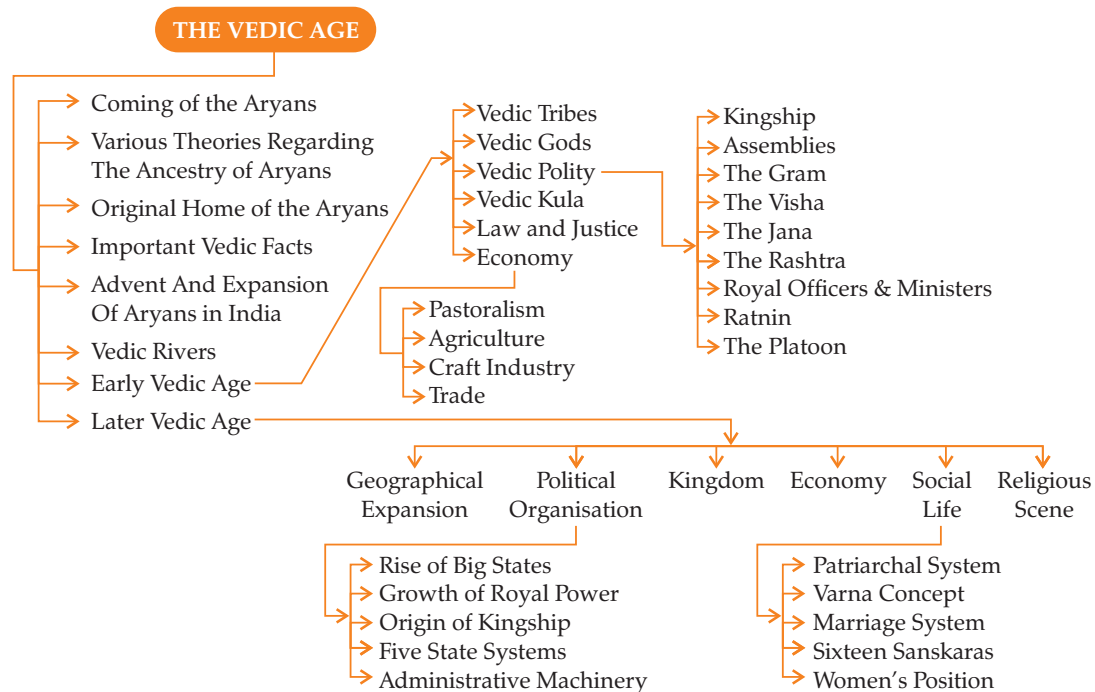 THE VEDIC AGE
Coming of the Aryans
Various Theories Regarding
The Ancestry of Aryans
Original Home of the Aryans
Important Vedic Facts
Advent And Expansion
Of Aryans in India
Vedic Rivers
Early Vedic Age
Later Vedic Age
Vedic Tribes
Vedic Gods
Vedic Polity
Vedic Kula
Law and Justice
Economy
Pastoralism
Agriculture
Craft Industry
Trade
Kingship
Assemblies
The Gram
The Visha
The Jana
The Rashtra
Royal Officers & Ministers
Ratnin
The Platoon
Geographical
Expansion
Political
Organisation
Kingdom
Economy
Social
Life
Religious
Scene
Rise of Big States
Growth of Royal Power
Origin of Kingship
Five State Systems
Administrative Machinery
Patriarchal System
Varna Concept
Marriage System
Sixteen Sanskaras
Women's Position